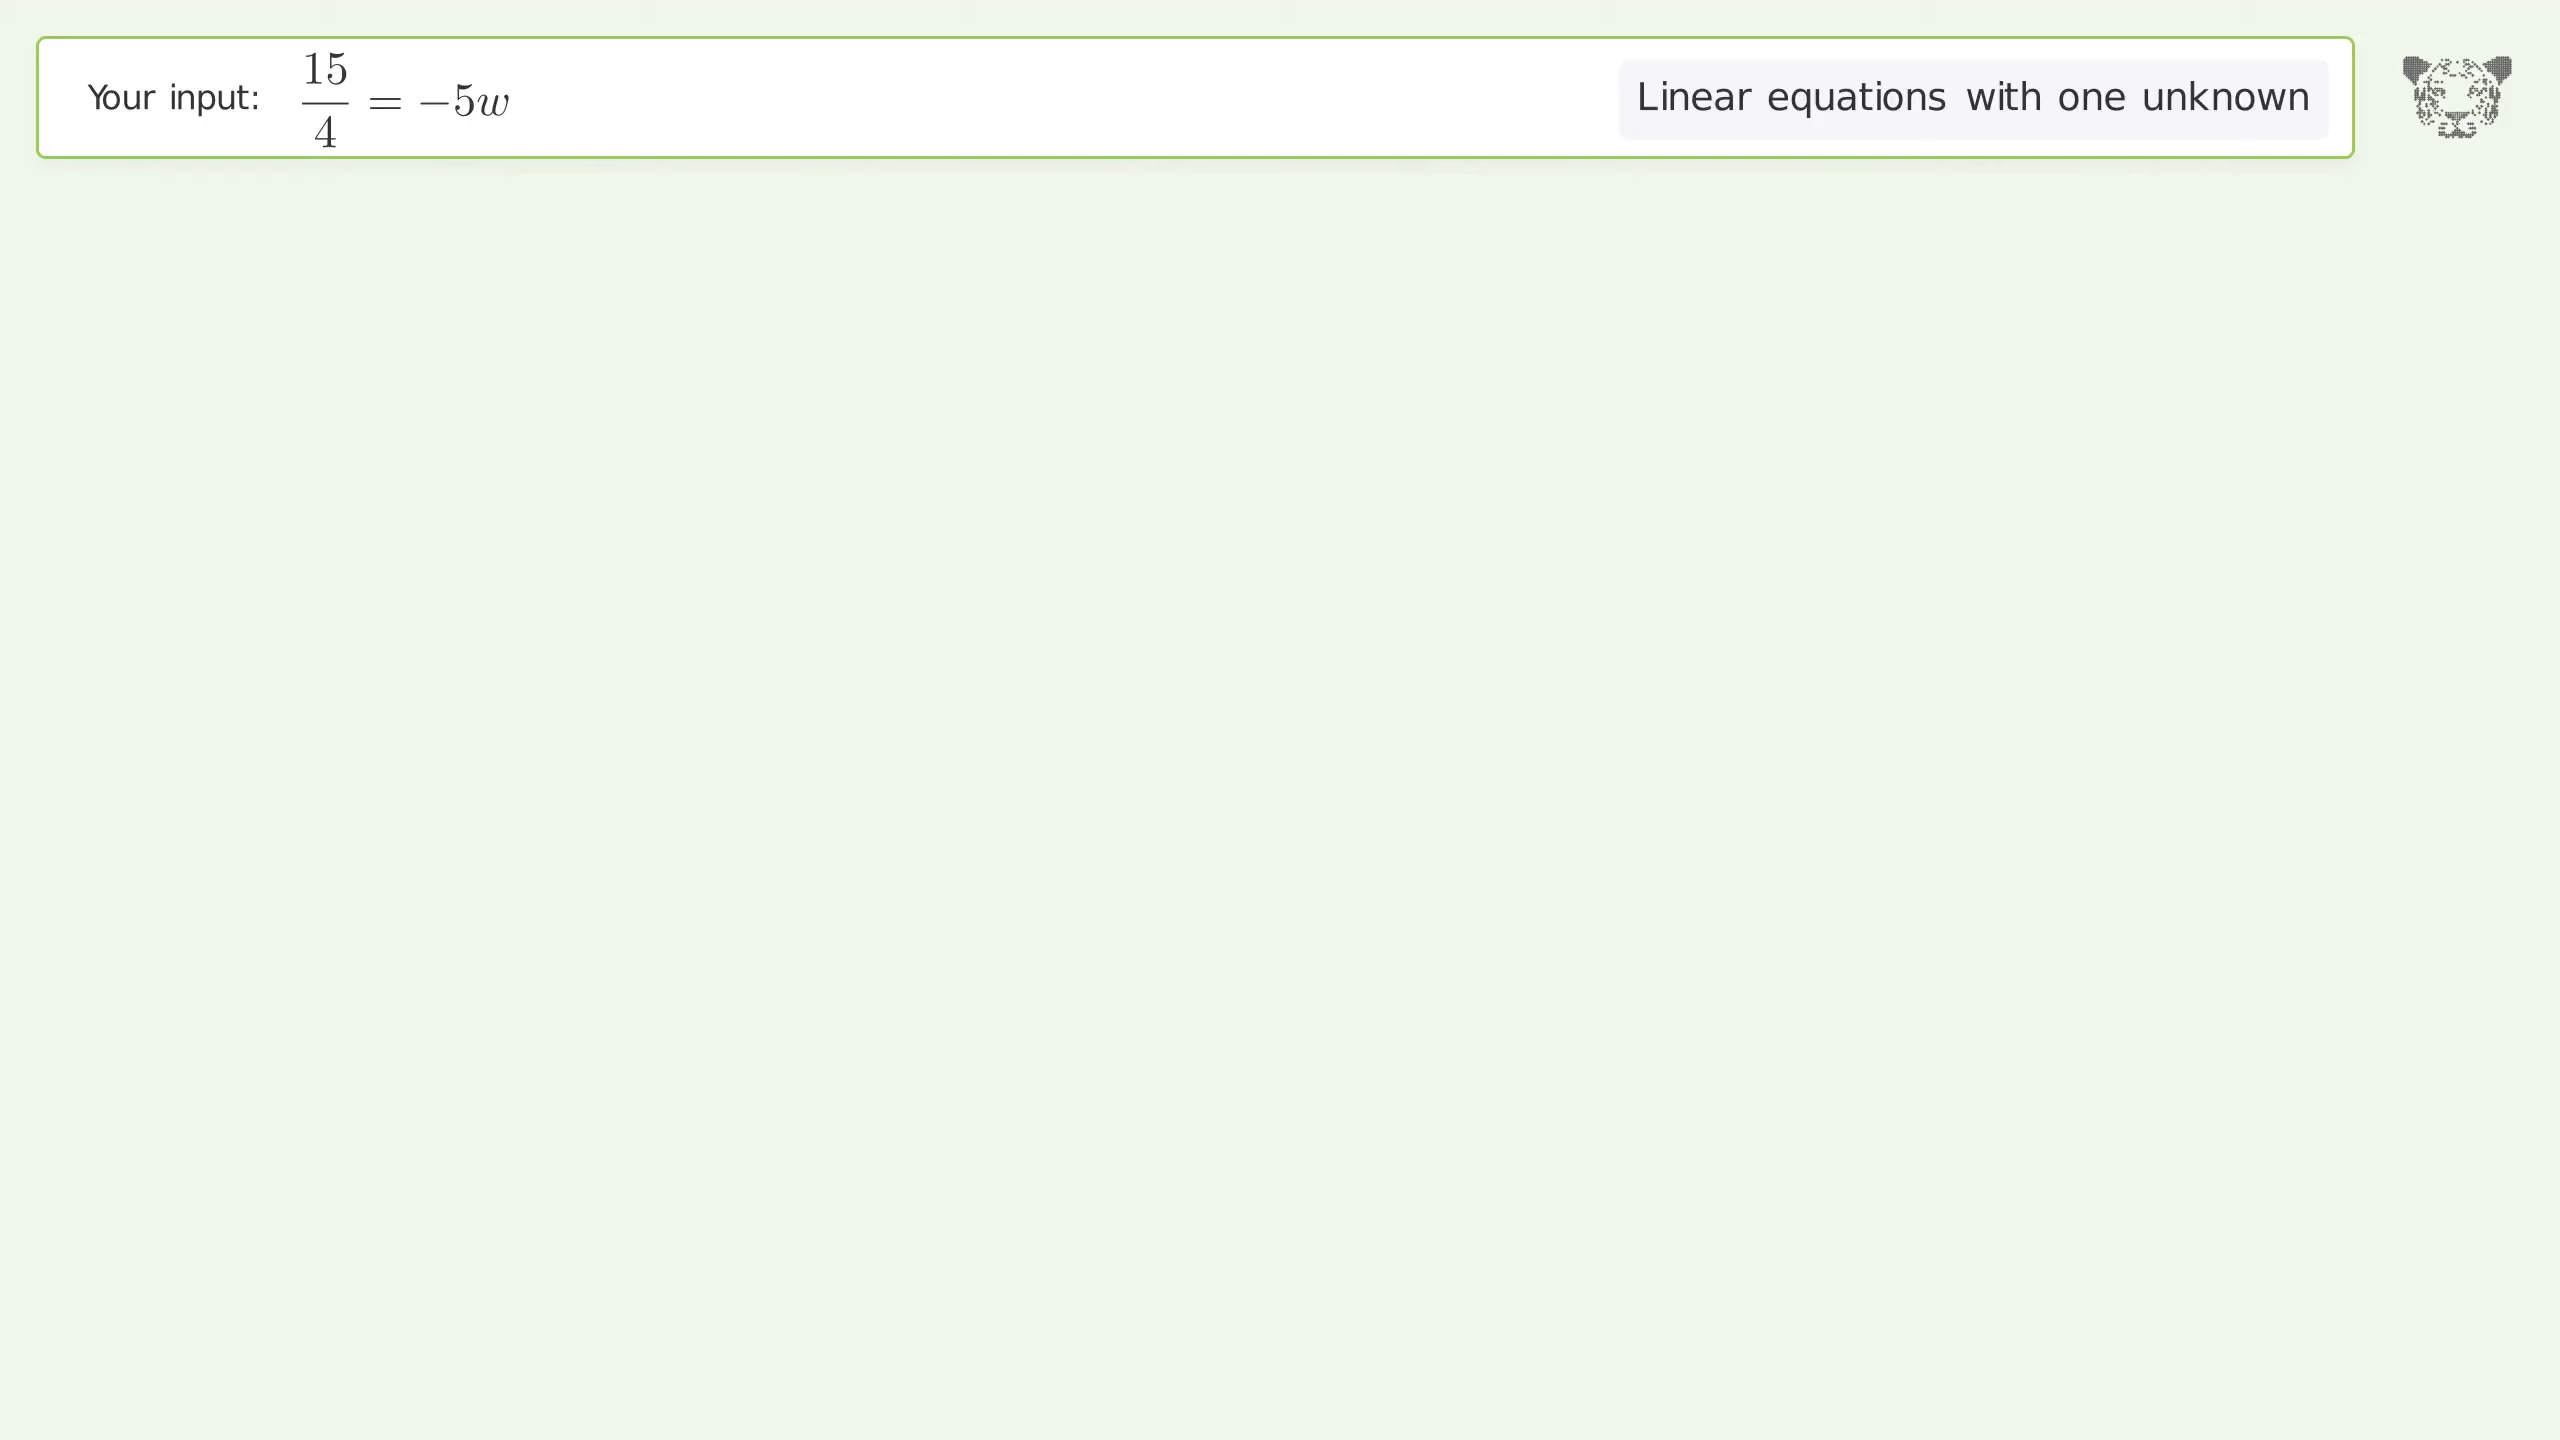 Your input: 15/4 = −5w
Linear equations with one unknown